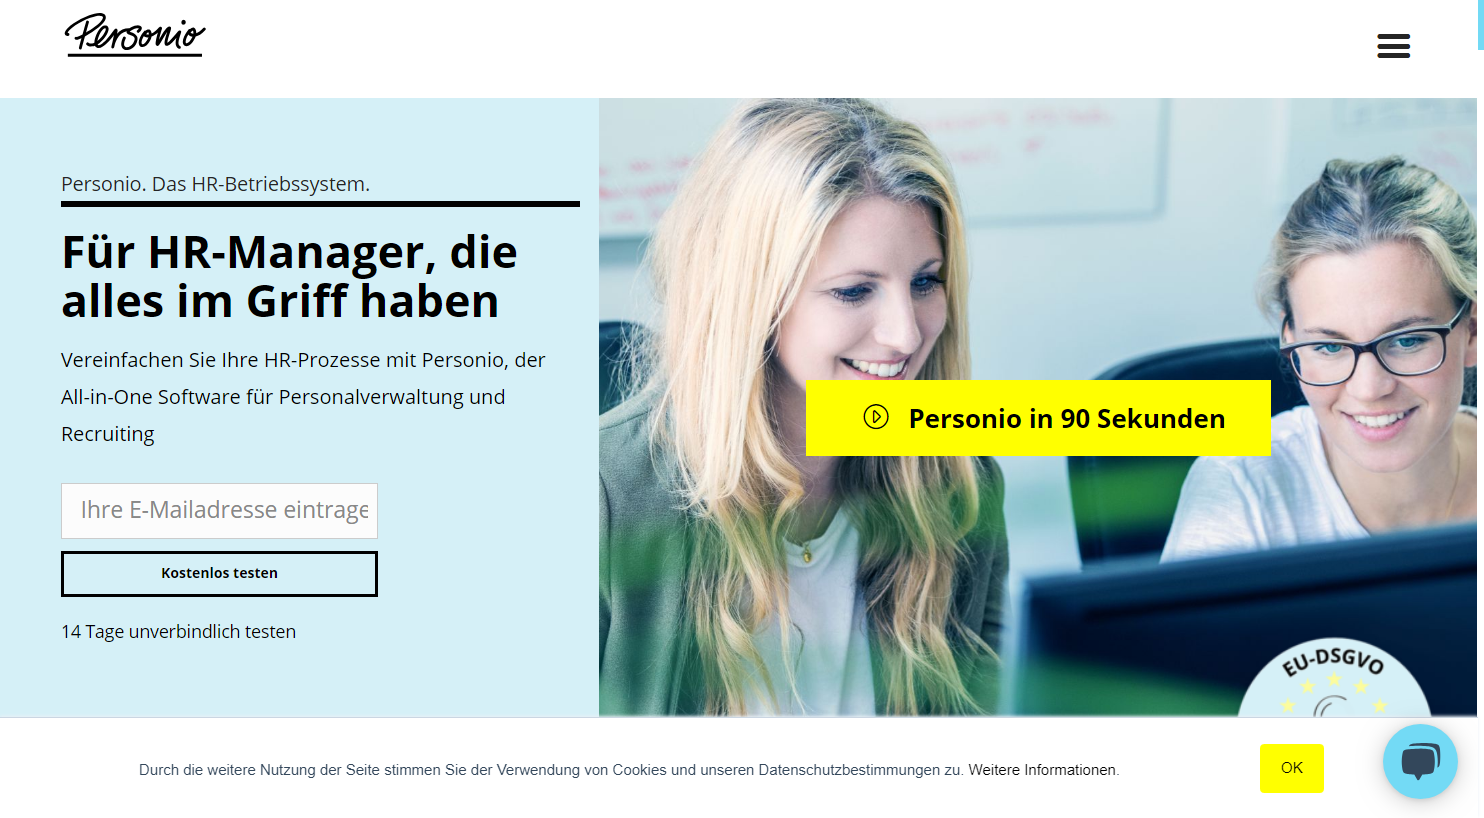 Personio
Personio. Das HR-Betriebssystem.
Für HR-Manager, die
alles im Griff haben
Vereinfachen Sie Ihre HR-Prozesse mit Personio, der
All-in-One Software für Personalverwaltung und
Recruiting
Ihre E-Mailadresse eintrage
Kostenlos testen
14 Tage unverbindlich testen
Personio in 90 Sekunden
EU-DSGVO
Durch die weitere Nutzung der Seite stimmen Sie der Verwendung von Cookies und unseren Datenschutzbestimmungen zu. Weitere Informationen.
OK